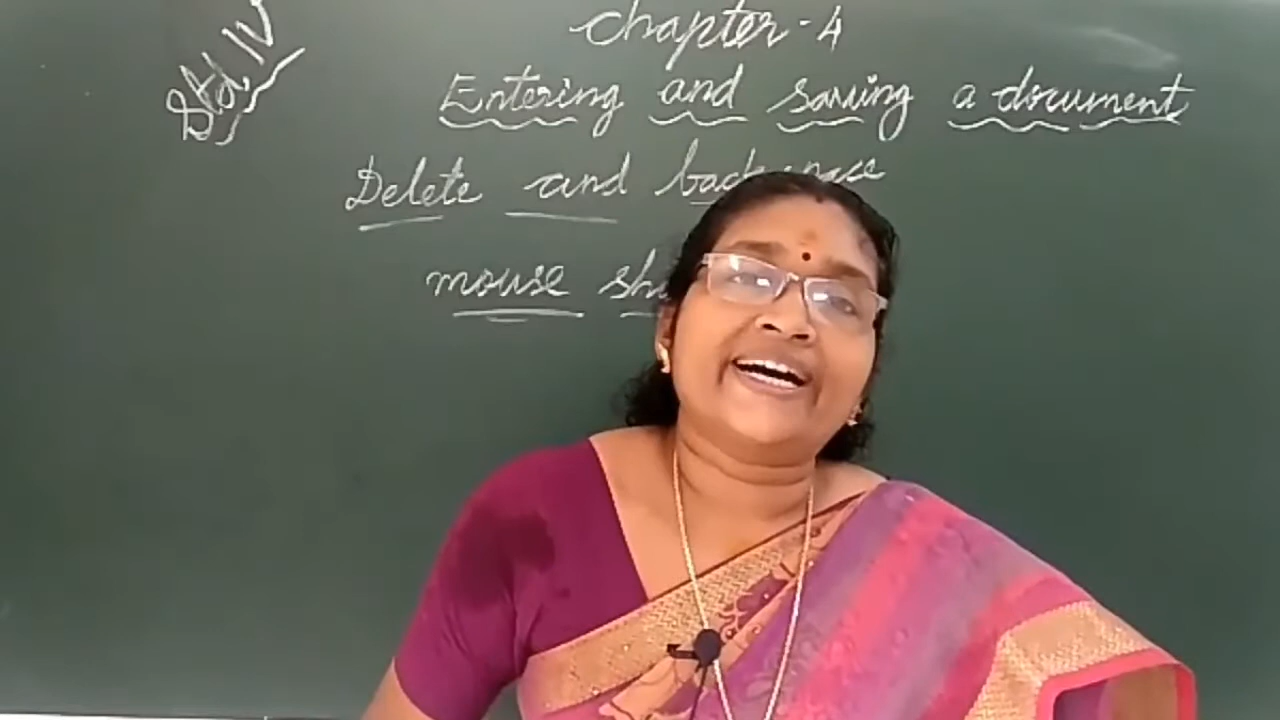 Std IV
Chapter - 4
Entering and saving a document
Delete and backspace
mouse